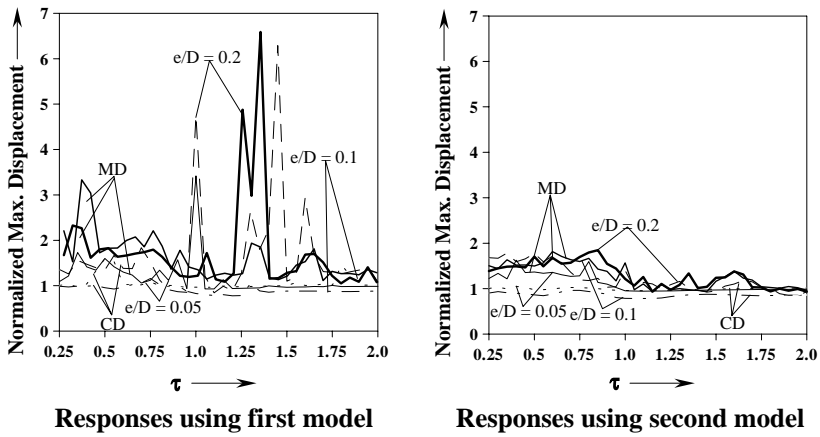 Normalized Max. Displacement
7
6
5
4
3
2
1
0
e/D = 0.2
e/D = 0.1
MD
e/D = 0.05
CD
0.25 0.5 0.75 1.0 1.25 1.5 1.75 2.0
τ
Responses using first model
Normalized Max. Displacement
7
6
5
4
3
2
1
0
MD
e/D = 0.2
e/D = 0.05
e/D = 0.1
CD
0.25 0.5 0.75 1.0 1.25 1.5 1.75 2.0
τ
Responses using second model